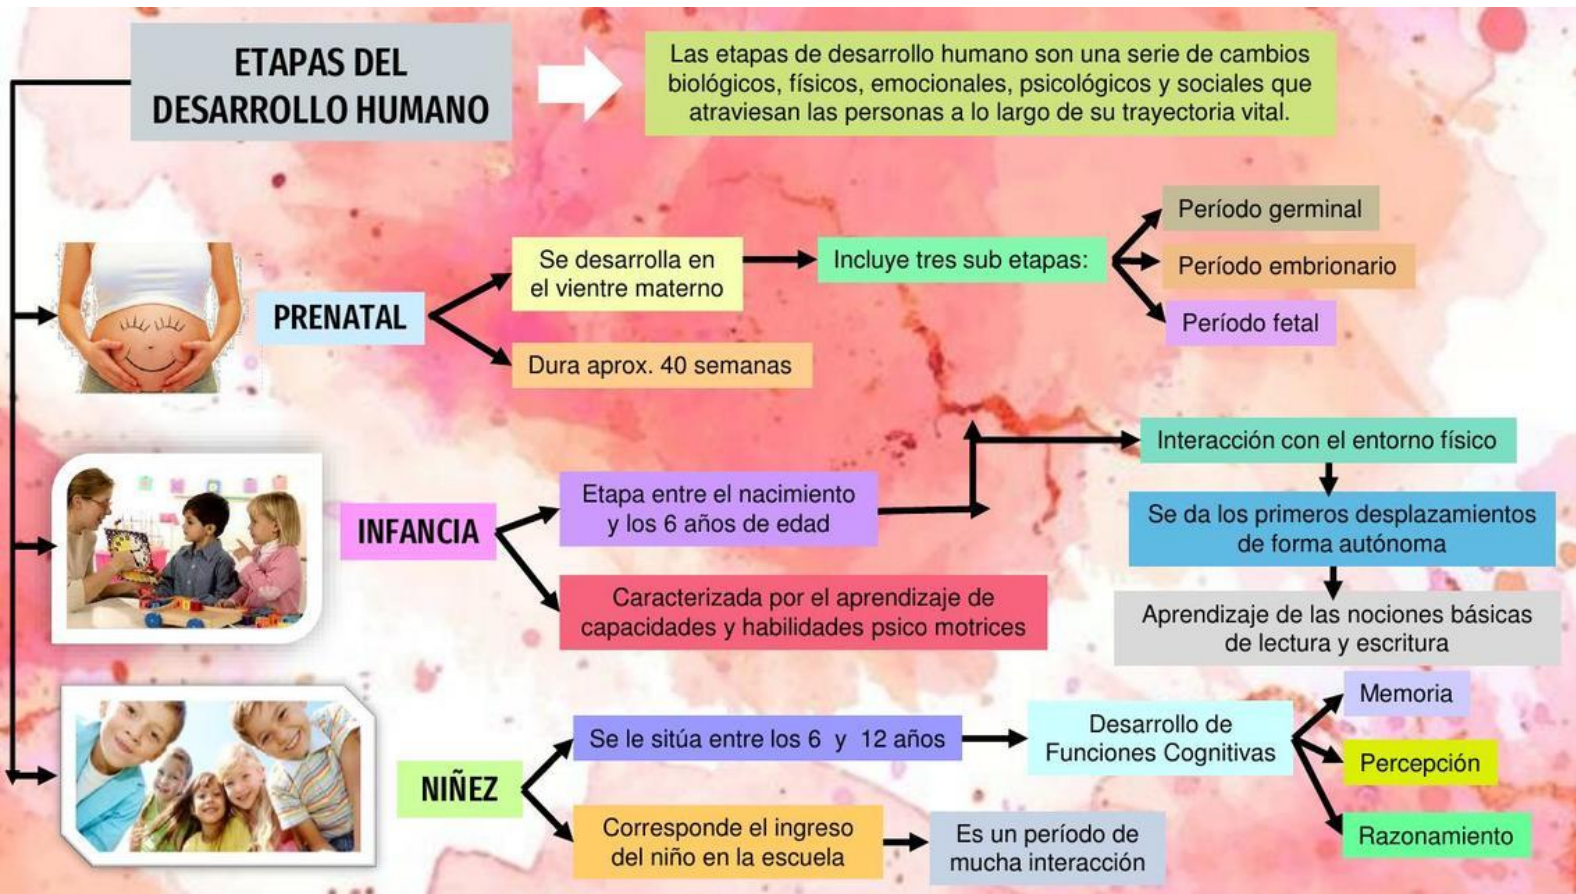 ETAPAS DEL
DESARROLLO HUMANO
Las etapas de desarrollo humano son una serie de cambios
biológicos, físicos, emocionales, psicológicos y sociales que
atraviesan las personas a lo largo de su trayectoria vital.
PRENATAL
Se desarrolla en
el vientre materno
Incluye tres sub etapas:
Período germinal
Período embrionario
Período fetal
Dura aprox. 40 semanas
INFANCIA
Etapa entre el nacimiento
y los 6 años de edad
Interacción con el entorno físico
Se da los primeros desplazamientos
de forma autónoma
Aprendizaje de las nociones básicas
de lectura y escritura
Caracterizada por el aprendizaje de
capacidades y habilidades psico motrices
NIÑEZ
Se le sitúa entre los 6 y 12 años
Desarrollo de
Funciones Cognitivas
Memoria
Percepción
Razonamiento
Corresponde el ingreso
del niño en la escuela
Es un período de
mucha interacción